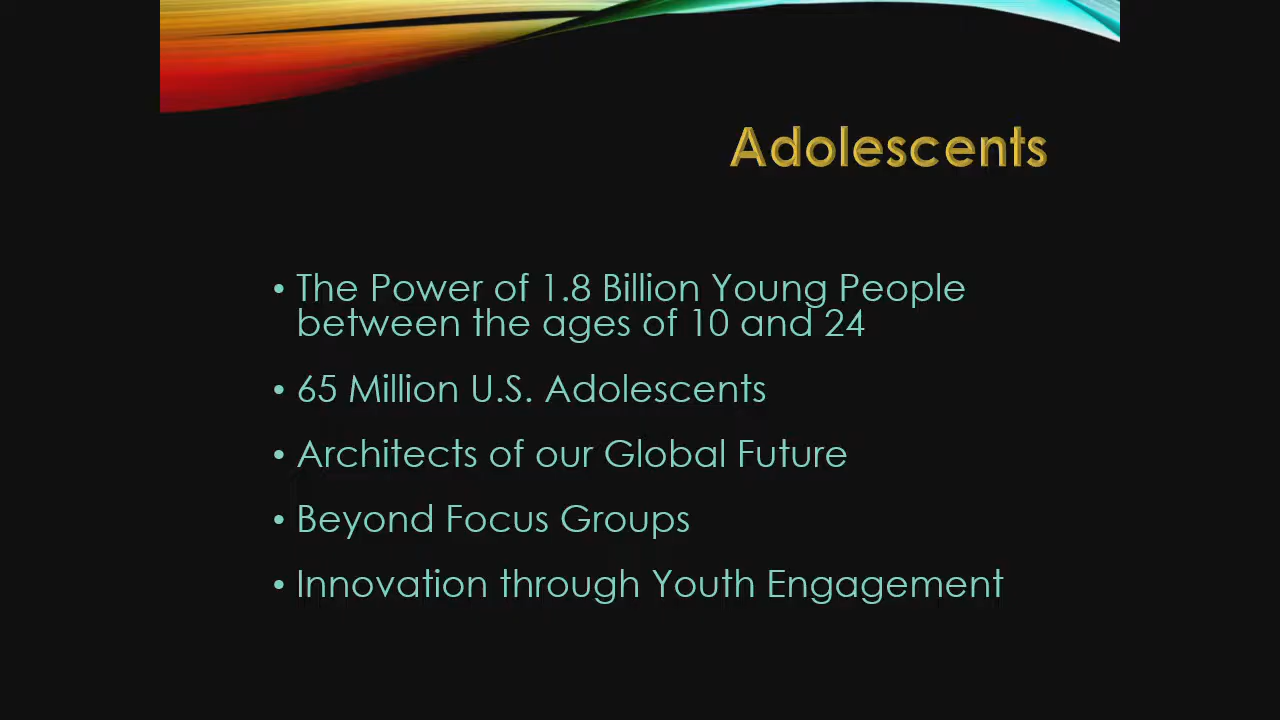 Adolescents
• The Power of 1.8 Billion Young People
between the ages of 10 and 24
• 65 Million U.S. Adolescents
• Architects of our Global Future
• Beyond Focus Groups
• Innovation through Youth Engagement